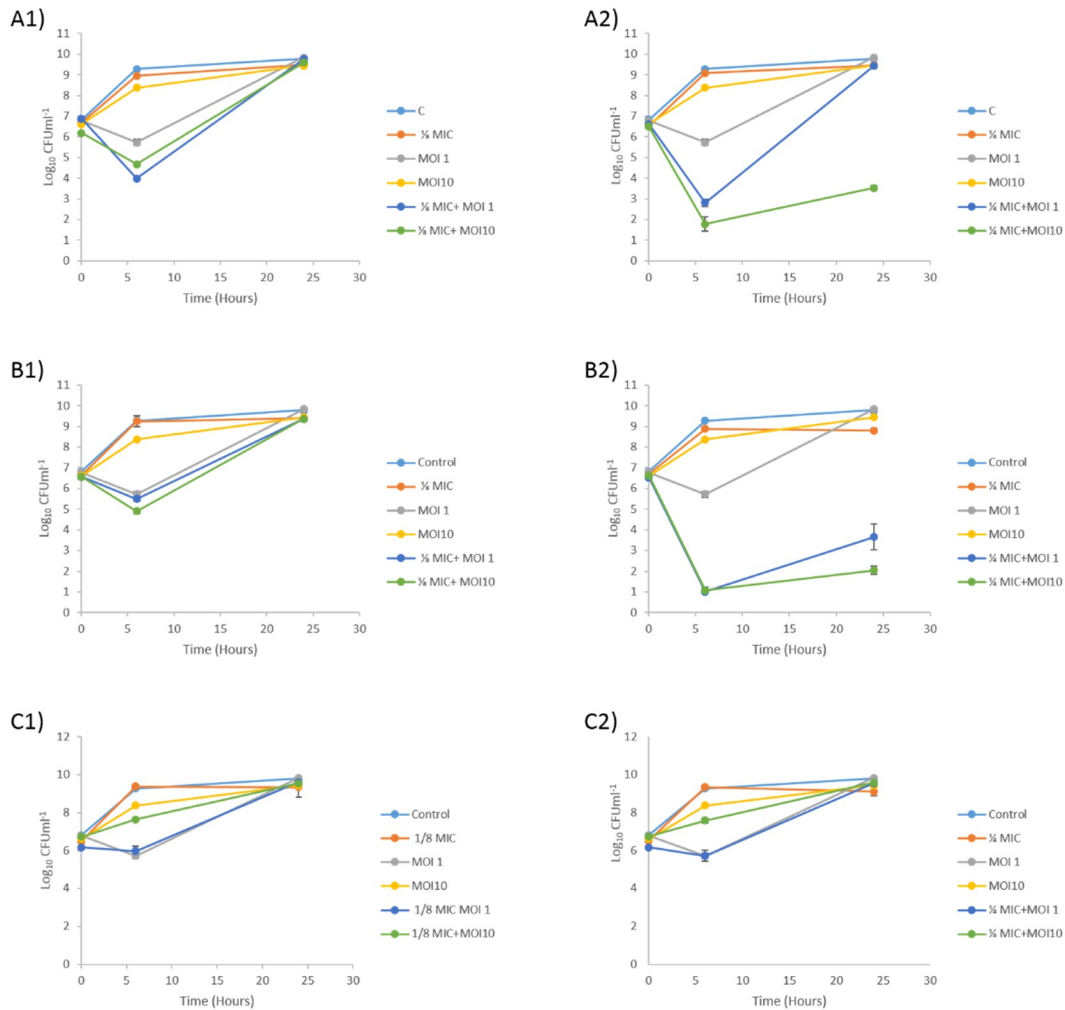 A1)
11
10
9
8
7
6
5
4
3
2
1
0
Log₁₀ CFUml⁻¹
0 5 10 15 20 25 30
Time (Hours)
C
⅛ MIC
MOI 1
MOI10
⅛ MIC+ MOI 1
⅛ MIC+ MOI10
A2)
11
10
9
8
7
6
5
4
3
2
1
0
Log₁₀ CFUml⁻¹
0 5 10 15 20 25 30
Time (Hours)
C
¼ MIC
MOI 1
MOI10
¼ MIC+MOI 1
¼ MIC+MOI10
B1)
11
10
9
8
7
6
5
4
3
2
1
0
Log₁₀ CFUml⁻¹
0 5 10 15 20 25 30
Time (Hours)
Control
⅛ MIC
MOI 1
MOI10
⅛ MIC+ MOI 1
⅛ MIC+ MOI10
B2)
11
10
9
8
7
6
5
4
3
2
1
0
Log₁₀ CFUml⁻¹
0 5 10 15 20 25 30
Time (Hours)
Control
¼ MIC
MOI 1
MOI10
¼ MIC+MOI 1
¼ MIC+MOI10
C1)
12
10
8
6
4
2
0
Log₁₀ CFUml⁻¹
0 5 10 15 20 25 30
Time (Hours)
Control
1/8 MIC
MOI 1
MOI10
1/8 MIC MOI 1
1/8 MIC+MOI10
C2)
12
10
8
6
4
2
0
Log₁₀ CFUml⁻¹
0 5 10 15 20 25 30
Time (Hours)
Control
¼ MIC
MOI 1
MOI10
¼ MIC+MOI 1
¼ MIC+MOI10